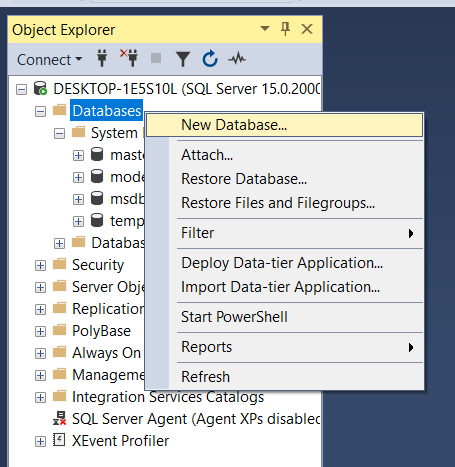 Object Explorer
Connect
DESKTOP-1E5S10L (SQL Server 15.0.2000
Databases
System
maste
mode
msdb
temp
Databas
Security
Server Obje
Replication
PolyBase
Always On
Manageme
Integration Services Catalogs
SQL Server Agent (Agent XPs disabled
XEvent Profiler
New Database...
Attach...
Restore Database...
Restore Files and Filegroups...
Filter
Deploy Data-tier Application...
Import Data-tier Application...
Start PowerShell
Reports
Refresh